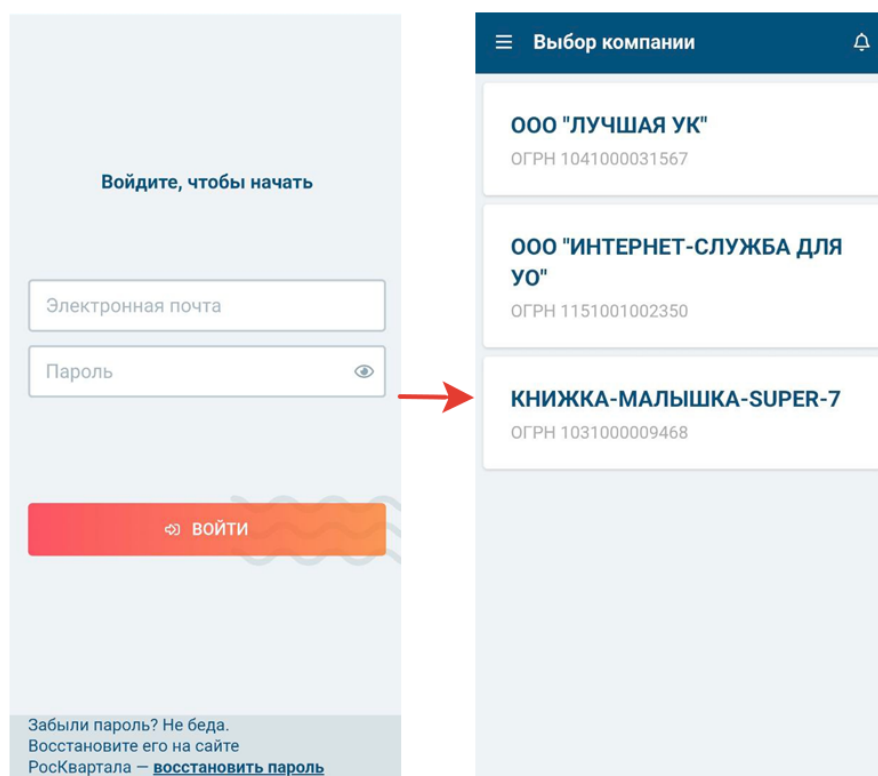 Войдите, чтобы начать
Электронная почта
Пароль
ВОЙТИ
Забыли пароль? Не беда.
Восстановите его на сайте
РосКвартала — восстановить пароль
Выбор компании
ООО "ЛУЧШАЯ УК"
ОГРН 1041000031567
ООО "ИНТЕРНЕТ-СЛУЖБА ДЛЯ
УО"
ОГРН 1151001002350
КНИЖКА-МАЛЫШКА-SUPER-7
ОГРН 1031000009468